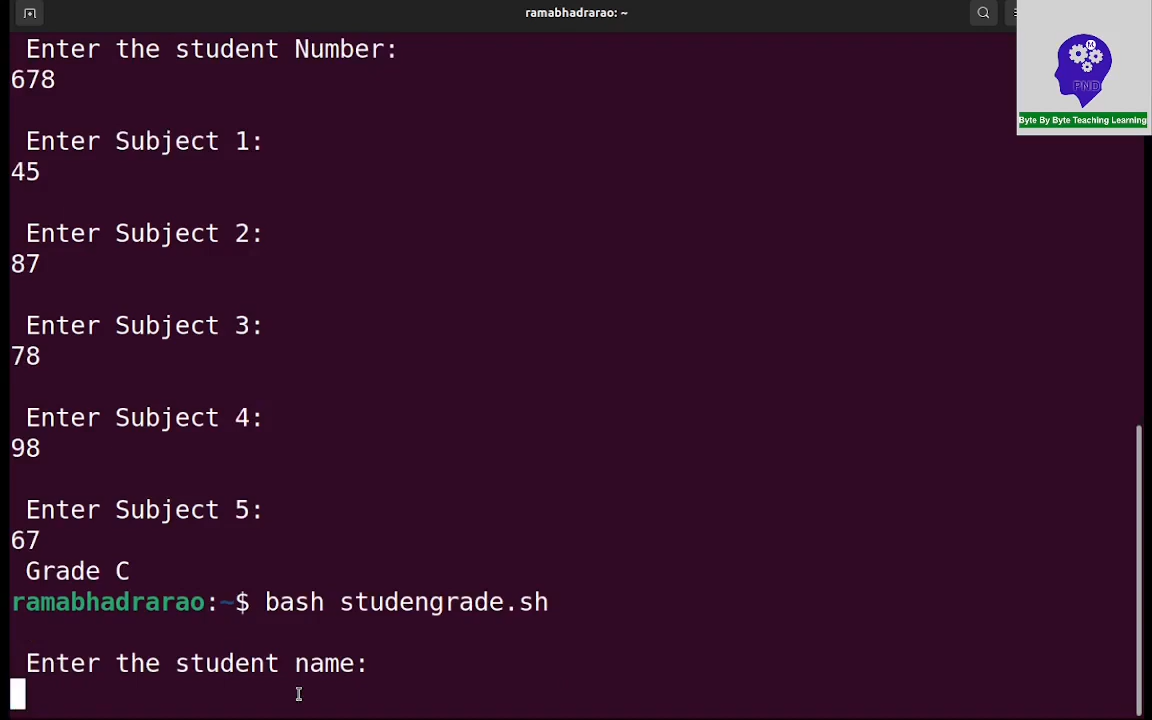 ramabhadrarao: ~
Enter the student Number:
678
Enter Subject 1:
45
Enter Subject 2:
87
Enter Subject 3:
78
Enter Subject 4:
98
Enter Subject 5:
67
Grade C
ramabhadrarao:~$ bash studengrade.sh
Enter the student name:
PND
Byte By Byte Teaching Learning